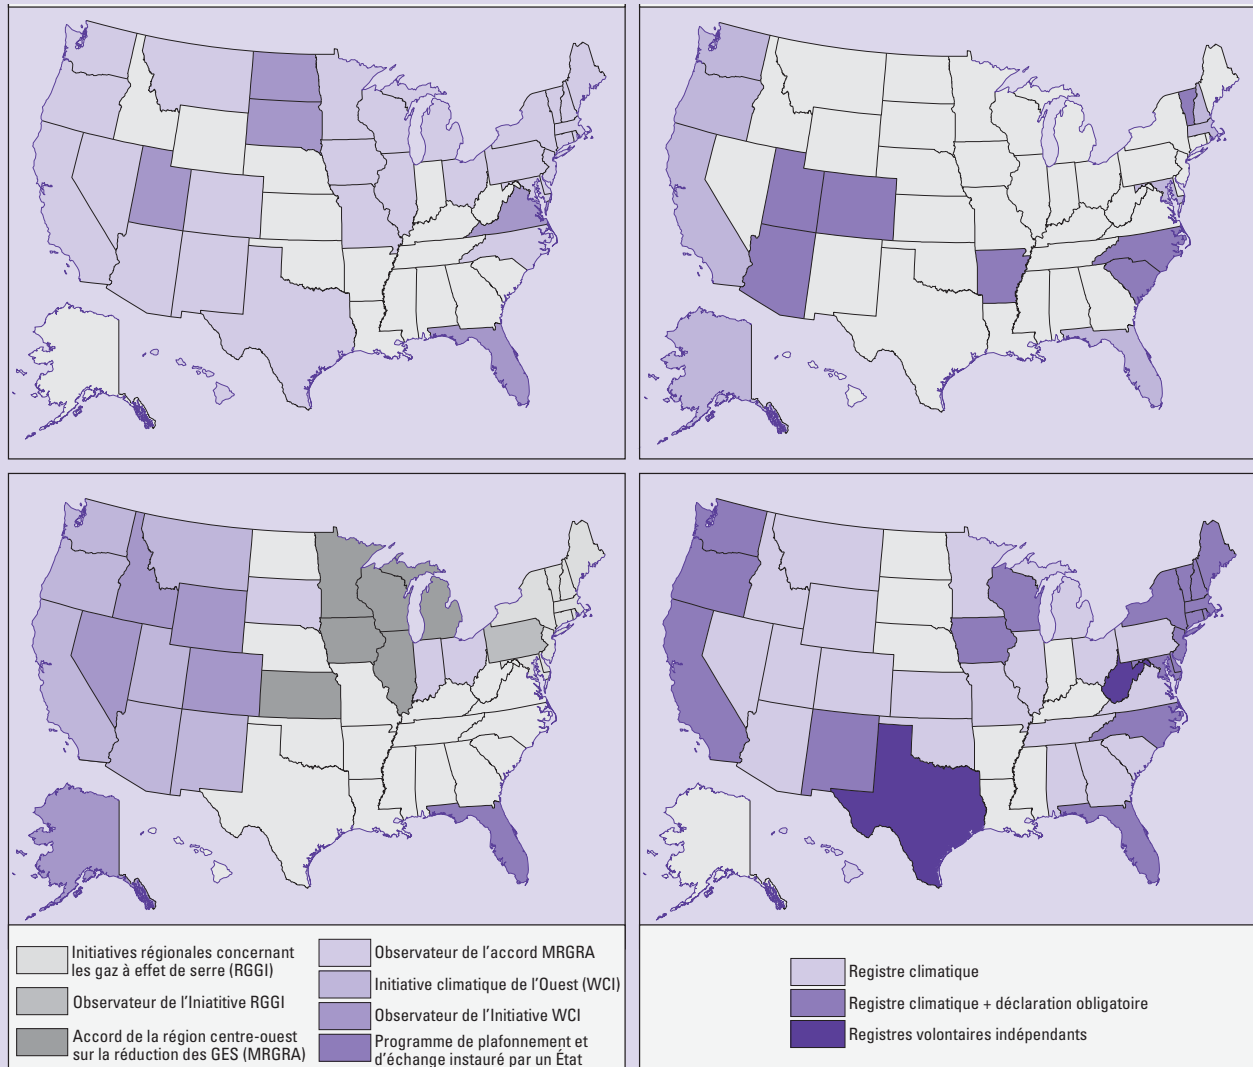 Initiatives régionales concernant
les gaz à effet de serre (RGGI)
Observateur de l'Iniatitive RGGI
Accord de la région centre-ouest
sur la réduction des GES (MRGRA)
Observateur de l'accord MRGRA
Initiative climatique de l'Ouest (WCI)
Observateur de l'Initiative WCI
Programme de plafonnement et
d'échange instauré par un État
Registre climatique
Registre climatique + déclaration obligatoire
Registres volontaires indépendants